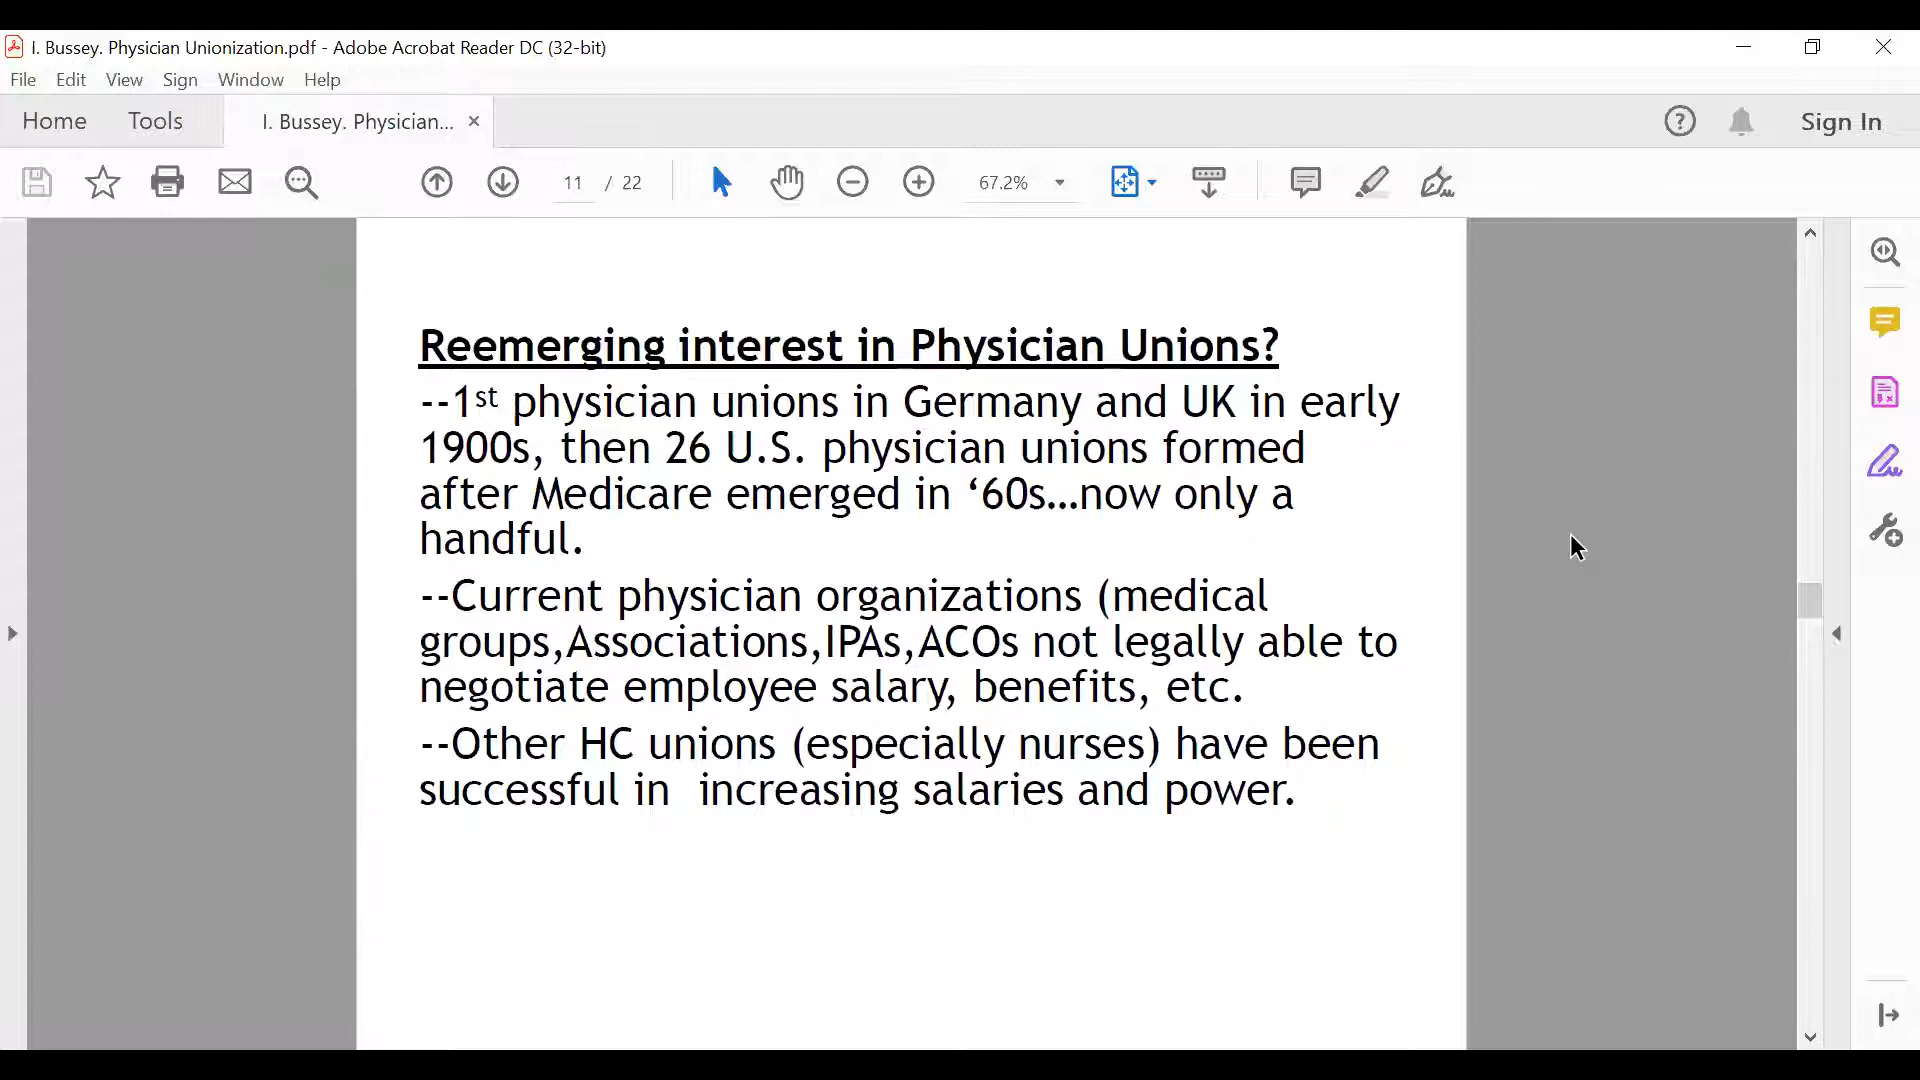 I. Bussey. Physician Unionization.pdf - Adobe Acrobat Reader DC (32-bit)
File Edit View Sign Window Help
Home Tools I. Bussey. Physician... × Sign In
11 / 22 67.2%
Reemerging interest in Physician Unions?
--1st physician unions in Germany and UK in early
1900s, then 26 U.S. physician unions formed
after Medicare emerged in ‘60s...now only a
handful.
--Current physician organizations (medical
groups,Associations,IPAs,ACOs not legally able to
negotiate employee salary, benefits, etc.
--Other HC unions (especially nurses) have been
successful in  increasing salaries and power.